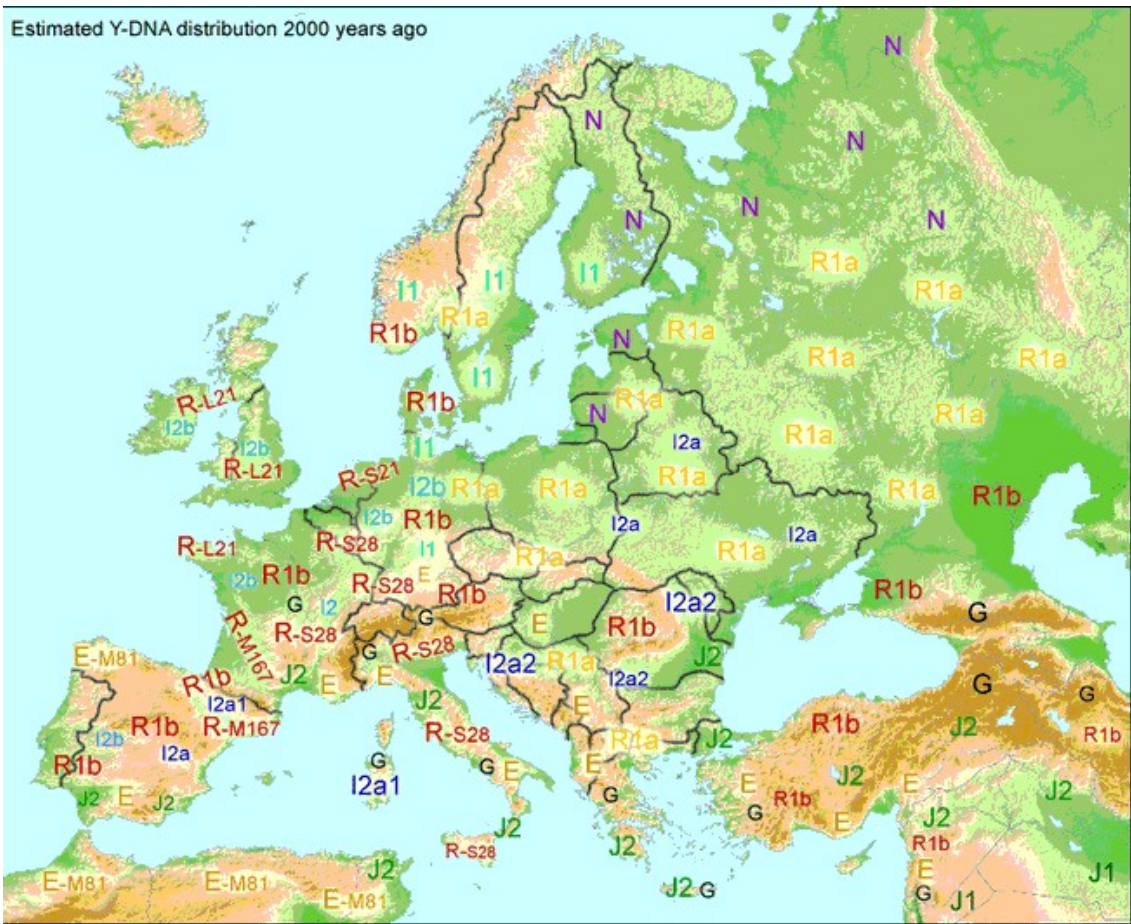 Estimated Y-DNA distribution 2000 years ago
N
N
N
N
N
N
R1a
I1
I1
I1
R1a
R1b
R1a
R1a
N
R1a
R1a
I1
R1a
R1b
N
R1a
R-L21
I2b
I2b
R-L21
I1
I2a
R1a
R1a
R-S21
I2b
R1a
R1a
R1a
R1a
R1b
I2b
R1b
I2a
I2a
R-L21
R-S28
I1
R1a
R1a
I2b
R1b
E
R-S28
R1b
R1b
G
I2
G
I2a2
G
R-S28
R-M167
E
R1b
G
R-S28
E-M81
I2a2
R1a
J2
R1b
J2
E
E
I2a2
G
I2a1
J2
E
G
R1b
R-M167
R-S28
R1a
J2
R1b
J2
R1b
I2b
I2a
G
G
R1b
I2a1
E
E
G
E
J2
E
J2
J2
E
J2
G
R1b
E
J2
J2
J2
R-S28
J2
R1b
J1
E-M81
E-M81
J2
E-M81
J2
G
E
G
J1